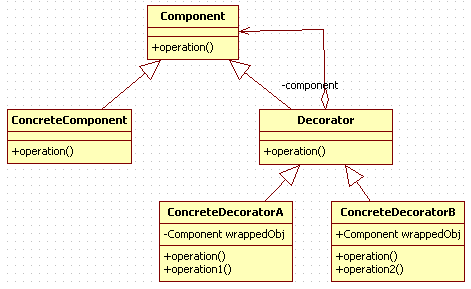 Component
+operation()
-component
ConcreteComponent
+operation()
Decorator
+operation()
ConcreteDecoratorA
-Component wrappedObj
+operation()
+operation1()
ConcreteDecoratorB
+Component wrappedObj
+operation()
+operation2()